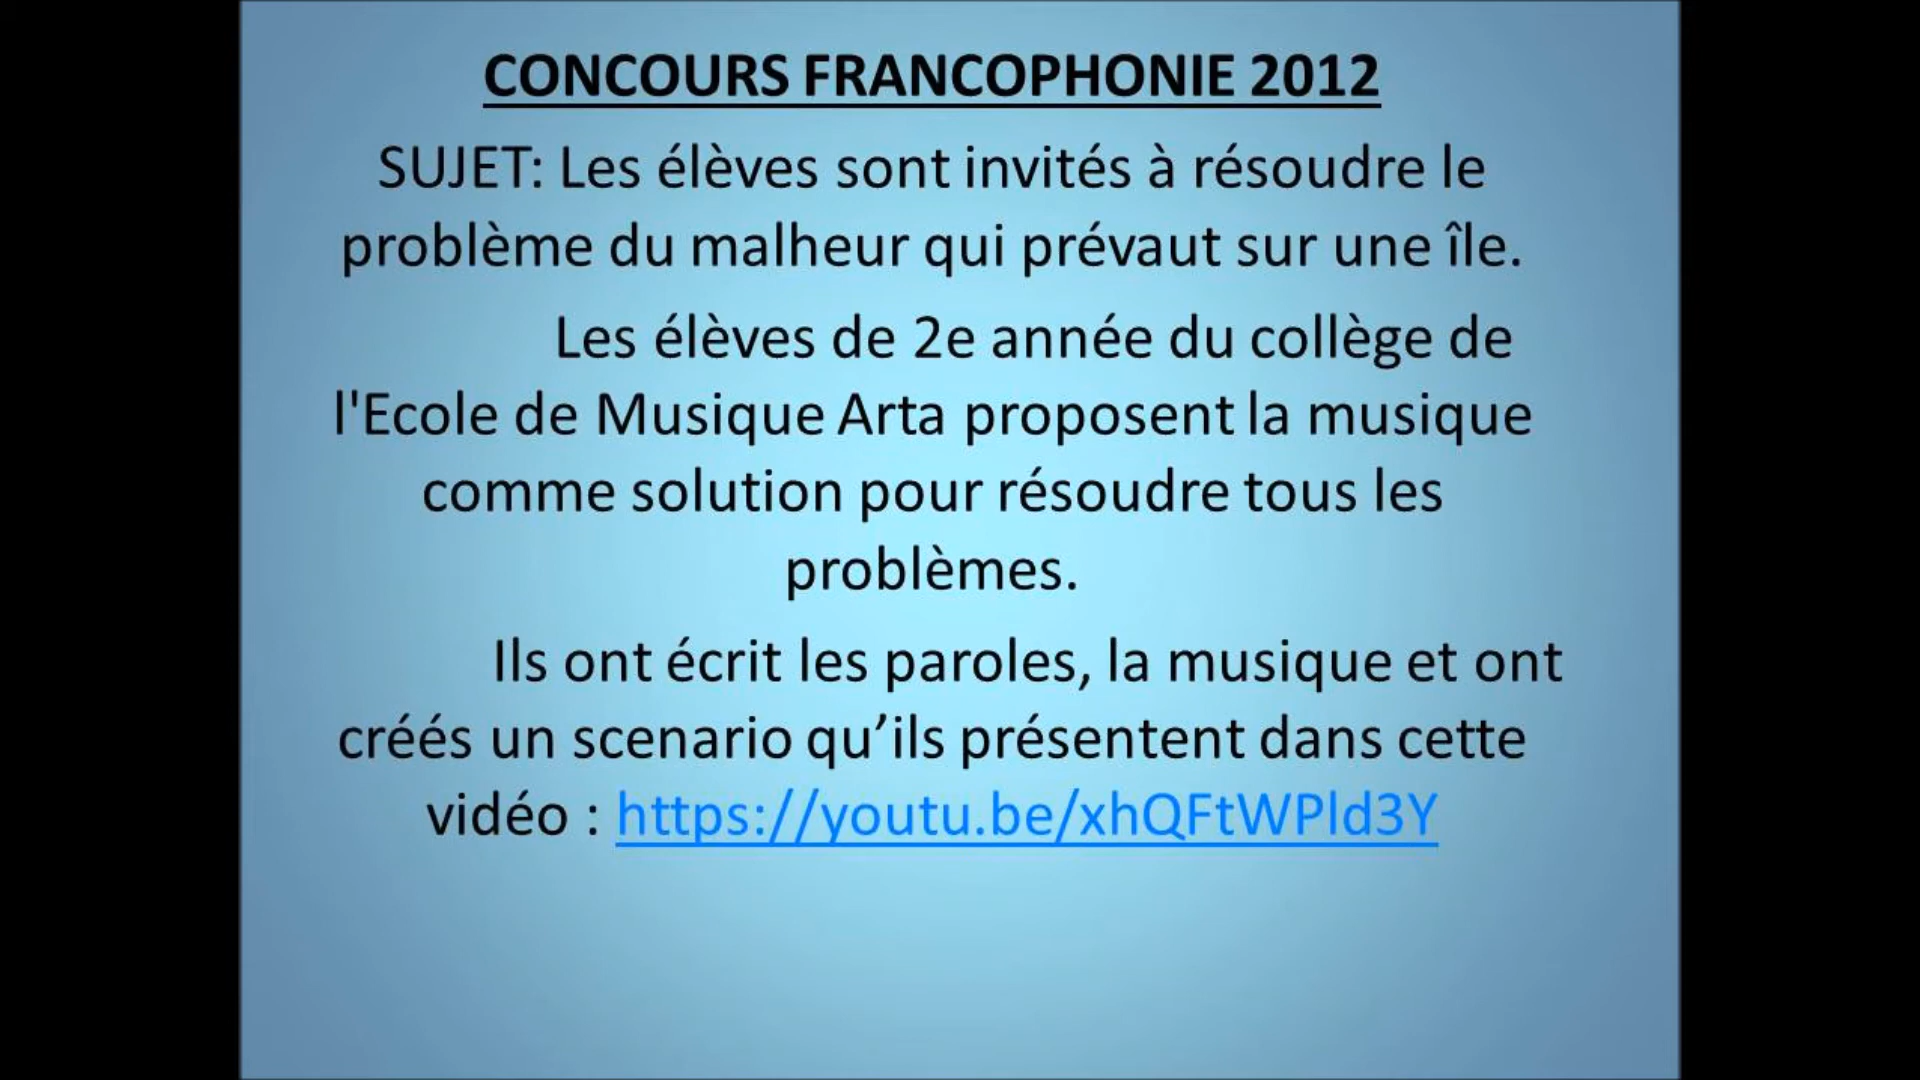 CONCOURS FRANCOPHONIE 2012
SUJET: Les élèves sont invités à résoudre le
problème du malheur qui prévaut sur une île.
Les élèves de 2e année du collège de
l'Ecole de Musique Arta proposent la musique
comme solution pour résoudre tous les
problèmes.
Ils ont écrit les paroles, la musique et ont
créés un scenario qu’ils présentent dans cette
vidéo : https://youtu.be/xhQFtWPld3Y